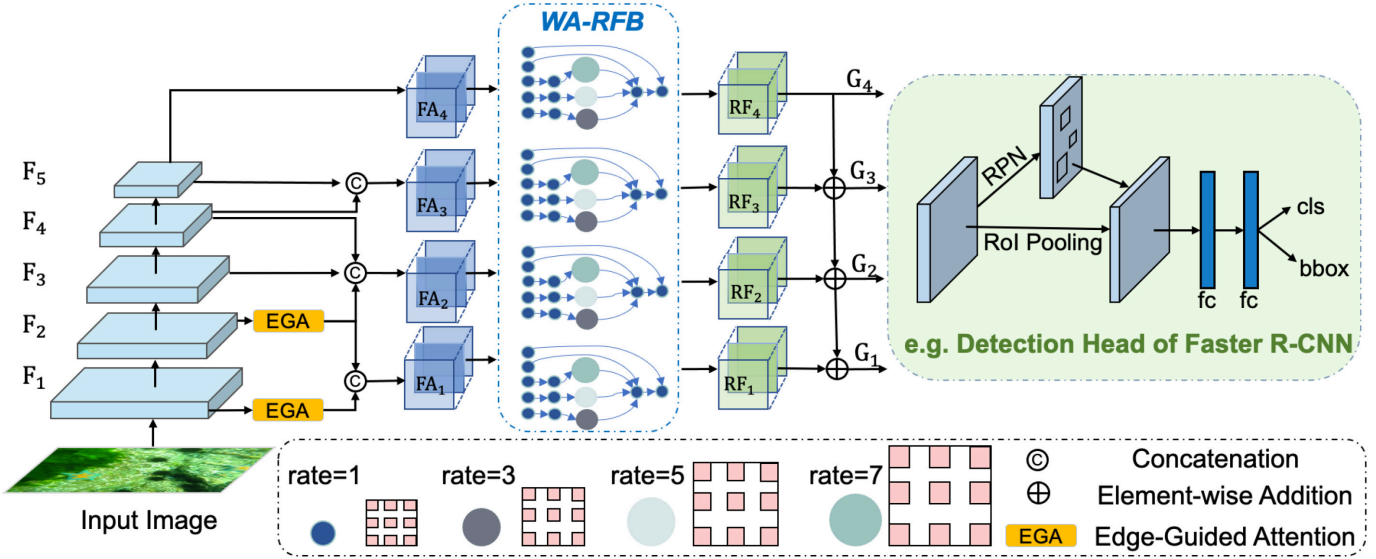 WA-RFB
F5
F4
F3
F2
F1
EGA
EGA
C
C
C
FA4
FA3
FA2
FA1
RF4
RF3
RF2
RF1
G4
G3
G2
G1
RPN
RoI Pooling
fc
fc
cls
bbox
e.g. Detection Head of Faster R-CNN
Input Image
rate=1
rate=3
rate=5
rate=7
C
Concatenation
Element-wise Addition
EGA
Edge-Guided Attention